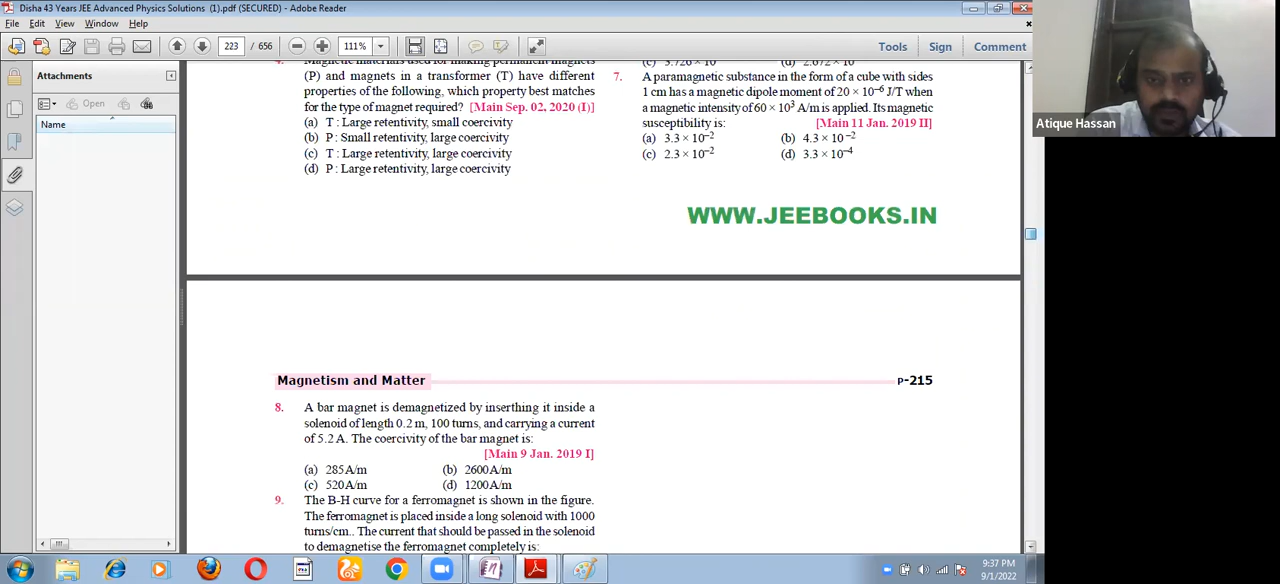 Disha 43 Years JEE Advanced Physics Solutions (1).pdf (SECURED) - Adobe Reader
File Edit View Window Help
223 / 656
111%
Tools Sign Comment
Attachments
Open
Name
Magnetic materials used for making permanent magnets
(P) and magnets in a transformer (T) have different
properties of the following, which property best matches
for the type of magnet required? [Main Sep. 02, 2020 (I)]
(a) T : Large retentivity, small coercivity
(b) P : Small retentivity, large coercivity
(c) T : Large retentivity, large coercivity
(d) P : Large retentivity, large coercivity
7. A paramagnetic substance in the form of a cube with sides
1 cm has a magnetic dipole moment of 20 × 10⁻⁶ J/T when
a magnetic intensity of 60 × 10³ A/m is applied. Its magnetic
susceptibility is: [Main 11 Jan. 2019 II]
(a) 3.3 × 10⁻² (b) 4.3 × 10⁻²
(c) 2.3 × 10⁻² (d) 3.3 × 10⁻⁴
WWW.JEEBOOKS.IN
Magnetism and Matter
P-215
8. A bar magnet is demagnetized by inserthing it inside a
solenoid of length 0.2 m, 100 turns, and carrying a current
of 5.2 A. The coercivity of the bar magnet is:
[Main 9 Jan. 2019 I]
(a) 285 A/m (b) 2600 A/m
(c) 520 A/m (d) 1200 A/m
9. The B-H curve for a ferromagnet is shown in the figure.
The ferromagnet is placed inside a long solenoid with 1000
turns/cm.. The current that should be passed in the solenoid
to demagnetise the ferromagnet completely is:
Atique Hassan
9:37 PM
9/1/2022